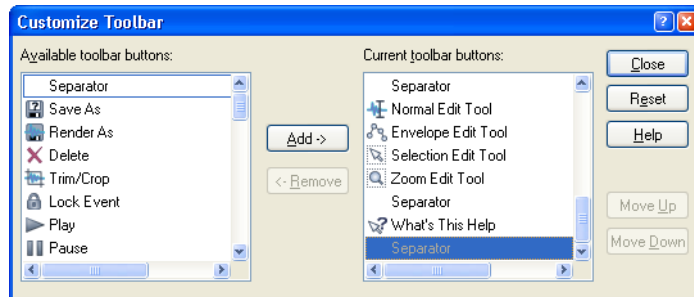 Customize Toolbar
Available toolbar buttons:
Separator
Save As
Render As
Delete
Trim/Crop
Lock Event
Play
Pause
Add ->
<- Remove
Current toolbar buttons:
Separator
Normal Edit Tool
Envelope Edit Tool
Selection Edit Tool
Zoom Edit Tool
Separator
What's This Help
Separator
Close
Reset
Help
Move Up
Move Down